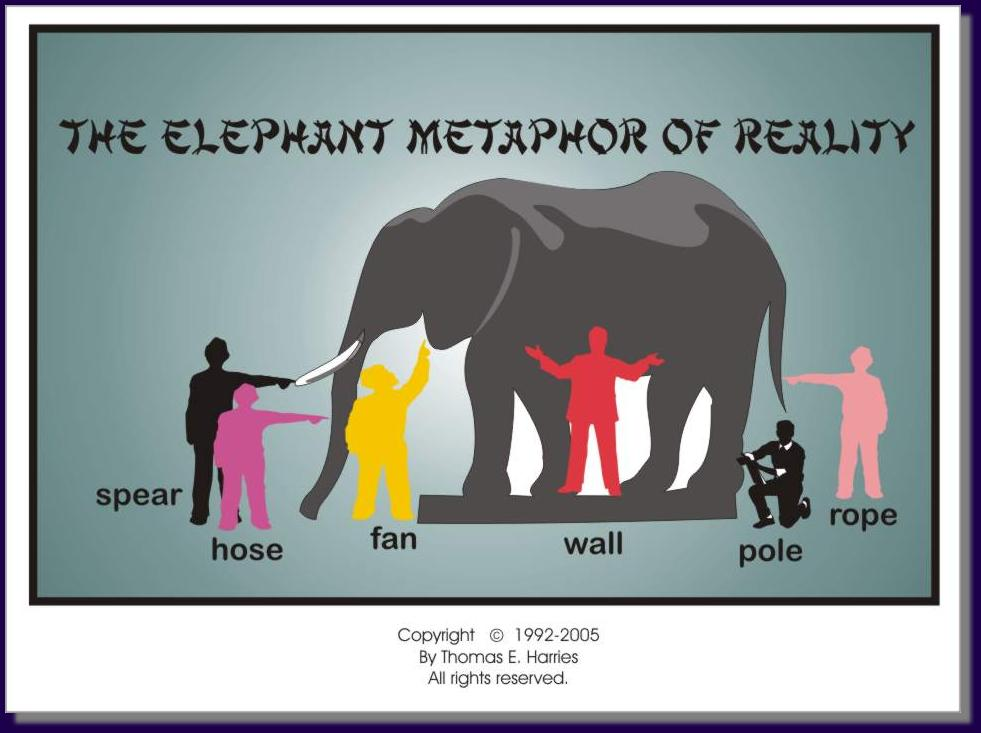 THE ELEPHANT METAPHOR OF REALITY
spear
hose
fan
wall
pole
rope
Copyright © 1992-2005
By Thomas E. Harries
All rights reserved.